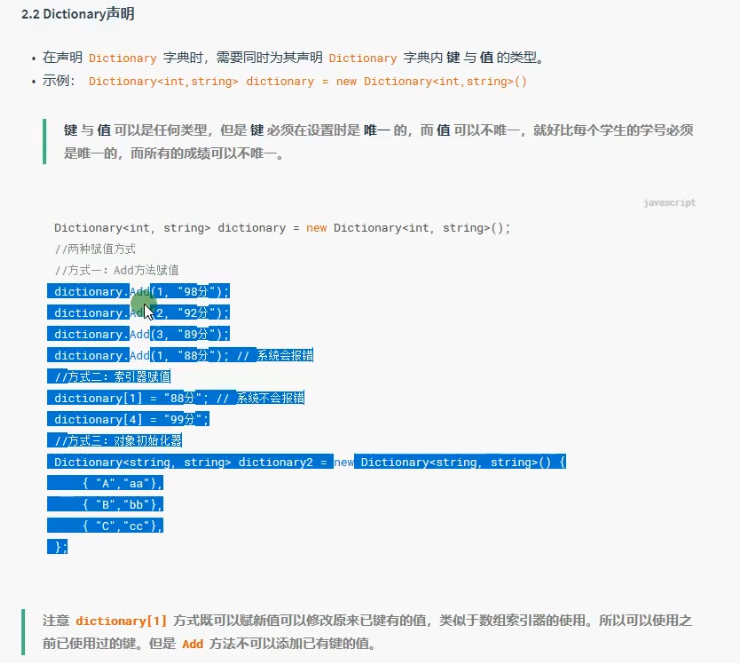 2.2 Dictionary声明
• 在声明 Dictionary 字典时，需要同时为其声明 Dictionary 字典内 键 与 值 的类型。
• 示例： Dictionary<int,string> dictionary = new Dictionary<int,string>()
键 与 值 可以是任何类型，但是 键 必须在设置时是 唯一 的，而 值 可以不唯一，就好比每个学生的学号必须
是唯一的，而所有的成绩可以不唯一。
javascript
Dictionary<int, string> dictionary = new Dictionary<int, string>();
//两种赋值方式
//方式一：Add方法赋值
dictionary.Add(1, "98分");
dictionary.Add(2, "92分");
dictionary.Add(3, "89分");
dictionary.Add(1, "88分"); // 系统会报错
//方式二：索引器赋值
dictionary[1] = "88分"; // 系统不会报错
dictionary[4] = "99分";
//方式三：对象初始化器
Dictionary<string, string> dictionary2 = new Dictionary<string, string>() {
{ "A","aa"},
{ "B","bb"},
{ "C","cc"},
};
注意 dictionary[1] 方式既可以赋新值可以修改原来已键有的值，类似于数组索引器的使用。所以可以使用之
前已使用过的键。但是 Add 方法不可以添加已有键的值。